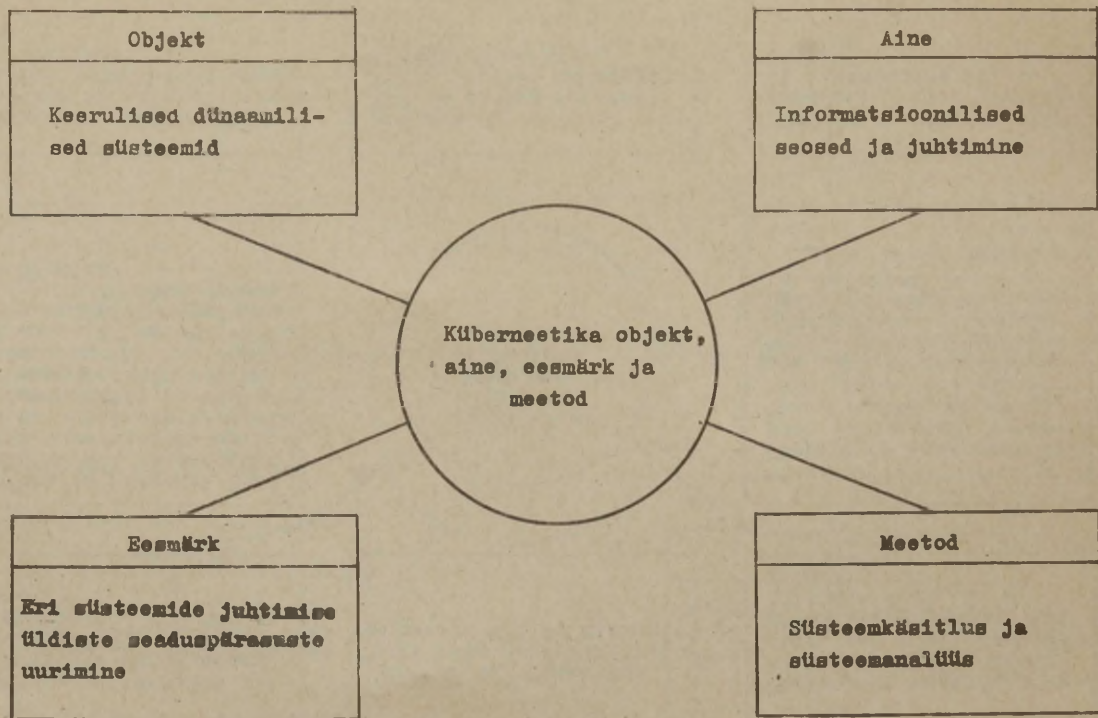 Objekt
Keerulised dünaamili-
sed süsteemid
Aine
Informatsioonilised
seosed ja juhtimine
Küberneetika objekt,
aine, eesmärk ja
meetod
Eesmärk
Eri süsteemide juhtimise
üldiste seaduspärasuste
uurimine
Meetod
Süsteemkäsitlus ja
süsteemanalüüs